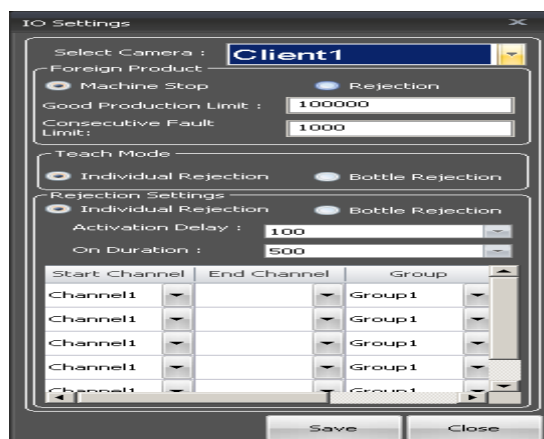 IO Settings
Select Camera : Client1
Foreign Product
Machine Stop Rejection
Good Production Limit : 100000
Consecutive Fault
Limit: 1000
Teach Mode
Individual Rejection Bottle Rejection
Rejection Settings
Individual Rejection Bottle Rejection
Activation Delay : 100
On Duration : 500
Start Channel End Channel Group
Channel1 Group1
Channel1 Group1
Channel1 Group1
Channel1 Group1
Channel1 Group1
Save Close